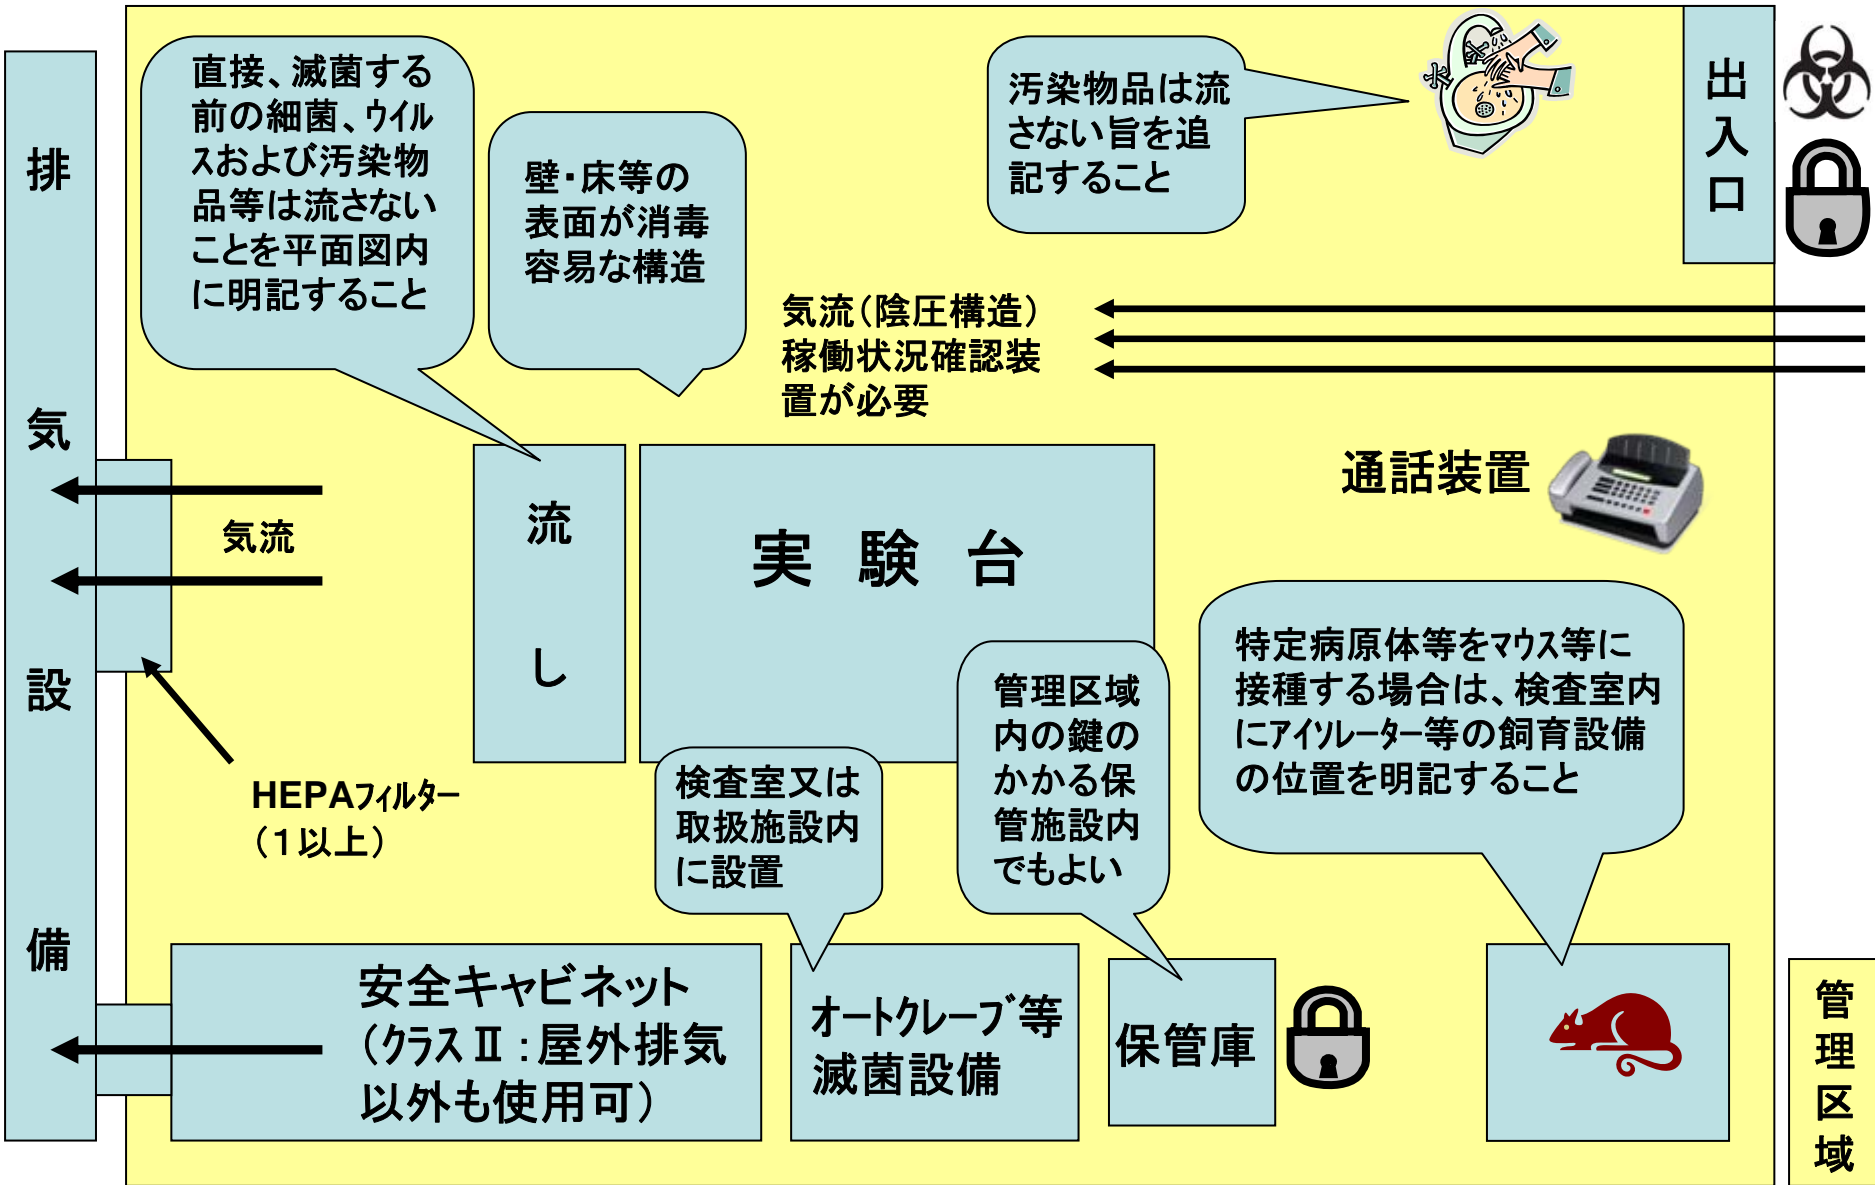 排気設備
直接、滅菌する
前の細菌、ウイル
スおよび汚染物
品等は流さない
ことを平面図内
に明記すること
壁・床等の
表面が消毒
容易な構造
汚染物品は流
さない旨を追
記すること
出入口
気流（陰圧構造）
稼働状況確認装
置が必要
通話装置
気流
流し
実験台
HEPAフィルター
（１以上）
検査室又は
取扱施設内
に設置
管理区域
内の鍵の
かかる保
管施設内
でもよい
特定病原体等をマウス等に
接種する場合は、検査室内
にアイソレーター等の飼育設備
の位置を明記すること
安全キャビネット
（クラスⅡ：屋外排気
以外も使用可）
オートクレーブ等
滅菌設備
保管庫
管理区域